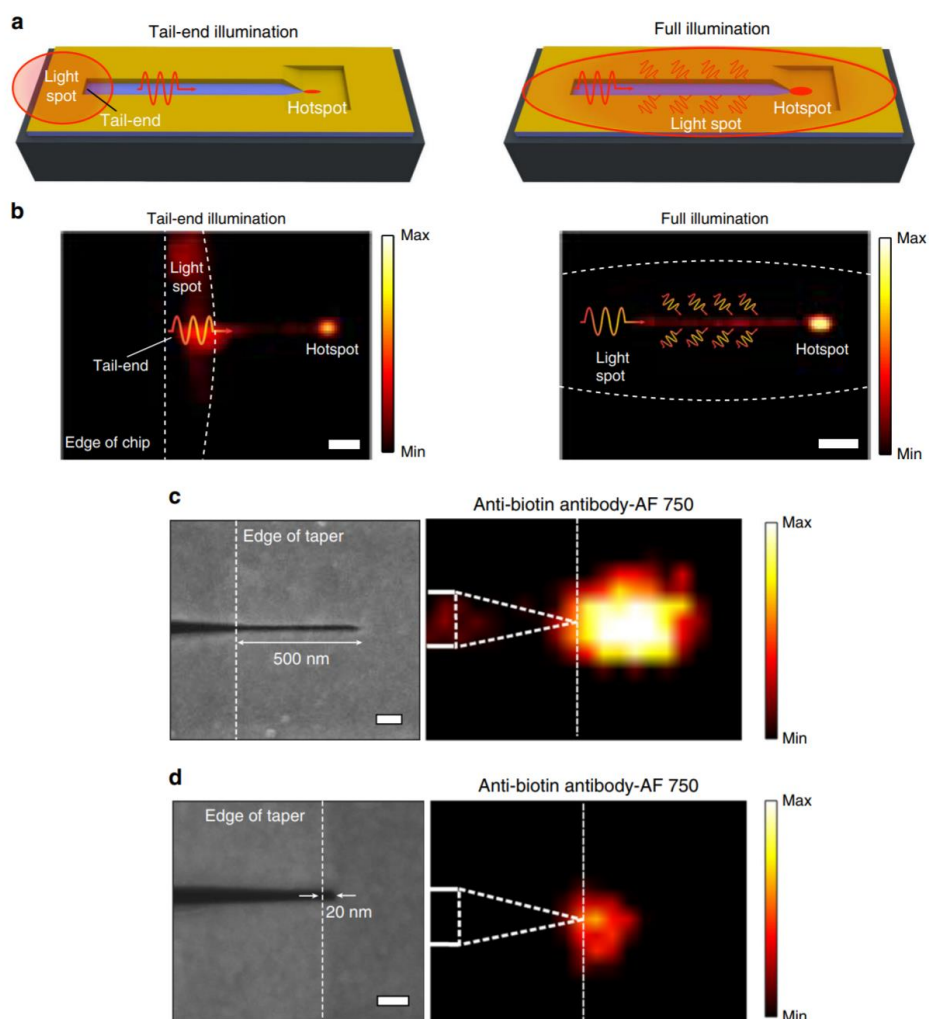 a
Tail-end illumination
Full illumination
Light
spot
Tail-end
Hotspot
Light spot
Hotspot
b
Tail-end illumination
Full illumination
Light
spot
Tail-end
Hotspot
Edge of chip
Max
Min
Light
spot
Hotspot
Max
Min
c
Anti-biotin antibody-AF 750
Edge of taper
500 nm
Max
Min
d
Anti-biotin antibody-AF 750
Edge of taper
20 nm
Max
Min